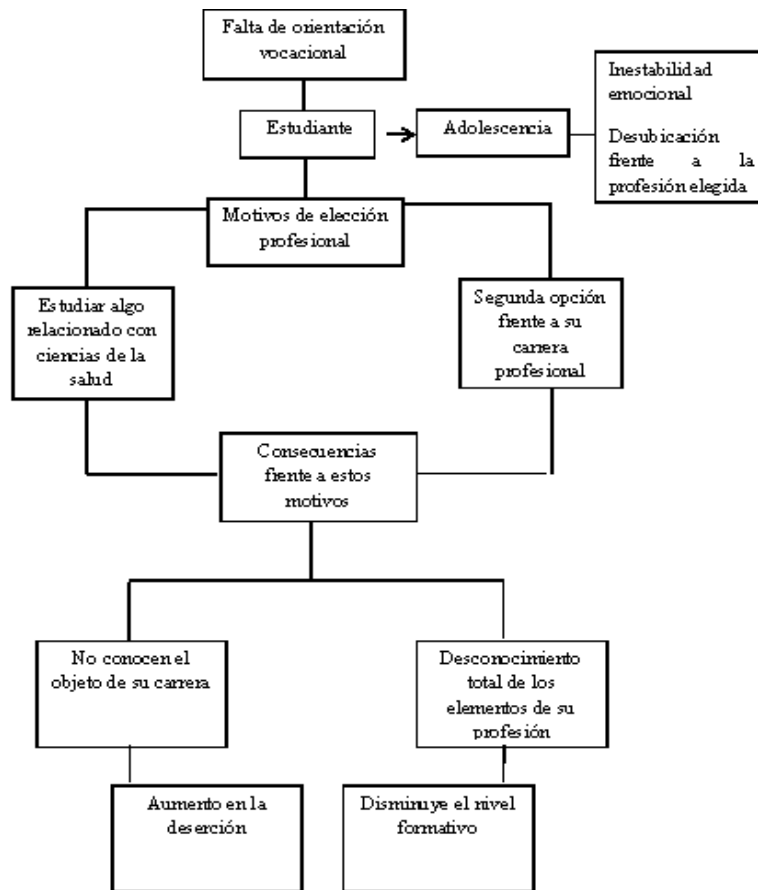 Falta de orientación
vocacional
Estudiante
Adolescencia
Inestabilidad
emocional
Desubicación
frente a la
profesión elegida
Motivos de elección
profesional
Estudiar algo
relacionado con
ciencias de la
salud
Segunda opción
frente a su
carrera
profesional
Consecuencias
frente a estos
motivos
No conocen el
objeto de su carrera
Desconocimiento
total de los
elementos de su
profesión
Aumento en la
deserción
Disminuye el nivel
formativo